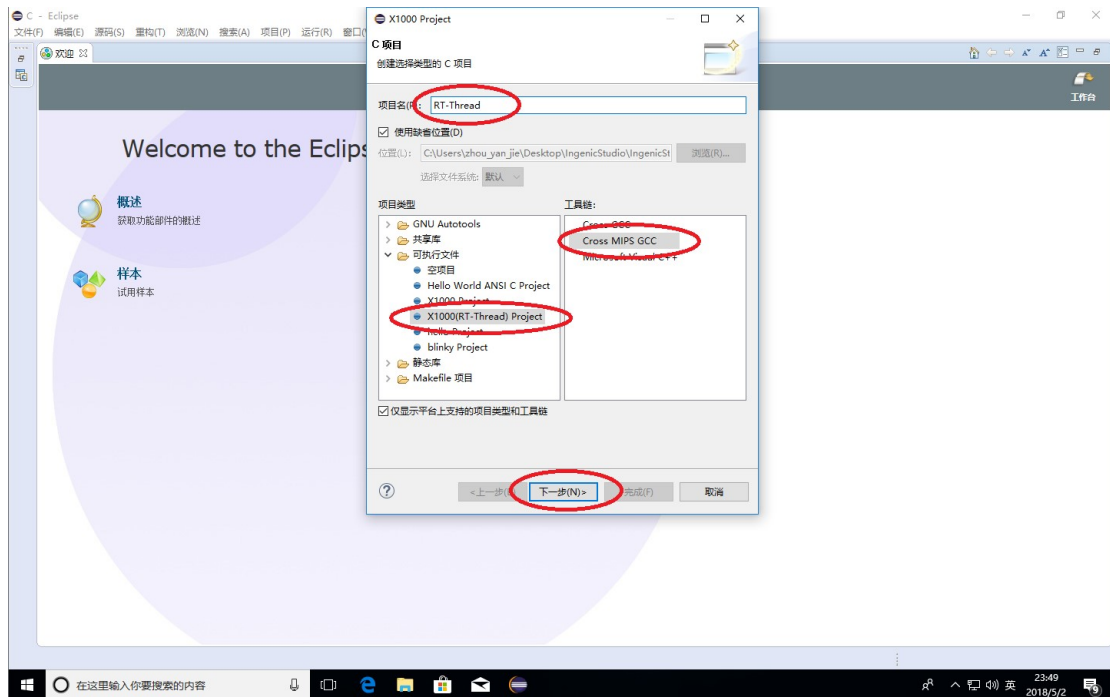 C - Eclipse
文件(F) 编辑(E) 源码(S) 重构(T) 浏览(N) 搜索(A) 项目(P) 运行(R) 窗口(
欢迎
工作台
Welcome to the Eclips
概述
获取功能部件的概述
样本
试用样本
X1000 Project
C 项目
创建选择类型的 C 项目
项目名(P): RT-Thread
使用缺省位置(D)
位置(L): C:\Users\zhou_yan_jie\Desktop\IngenicStudio\IngenicSt 浏览(R)...
选择文件系统: 默认
项目类型
GNU Autotools
共享库
可执行文件
空项目
Hello World ANSI C Project
X1000 Project
X1000(RT-Thread) Project
hello Project
blinky Project
静态库
Makefile 项目
工具链:
Cross GCC
Cross MIPS GCC
Microsoft Visual C++
仅显示平台上支持的项目类型和工具链
<上一步( 下一步(N)> 完成(F) 取消
在这里输入你要搜索的内容
英
23:49
2018/5/2